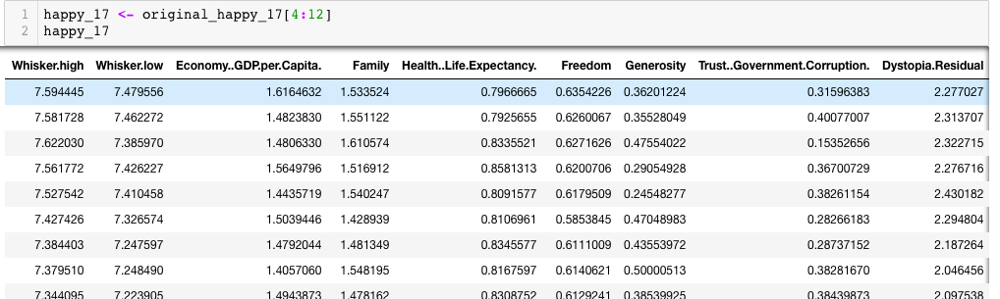 1 happy_17 <- original_happy_17[4:12]
2 happy_17
Whisker.high Whisker.low Economy..GDP.per.Capita. Family Health..Life.Expectancy. Freedom Generosity Trust..Government.Corruption. Dystopia.Residual
7.594445 7.479556 1.6164632 1.533524 0.7966665 0.6354226 0.36201224 0.31596383 2.277027
7.581728 7.462272 1.4823830 1.551122 0.7925655 0.6260067 0.35528049 0.40077007 2.313707
7.622030 7.385970 1.4806330 1.610574 0.8335521 0.6271626 0.47554022 0.15352656 2.322715
7.561772 7.426227 1.5649796 1.516912 0.8581313 0.6200706 0.29054928 0.36700729 2.276716
7.527542 7.410458 1.4435719 1.540247 0.8091577 0.6179509 0.24548277 0.38261154 2.430182
7.427426 7.326574 1.5039446 1.428939 0.8106961 0.5853845 0.47048983 0.28266183 2.294804
7.384403 7.247597 1.4792044 1.481349 0.8345577 0.6111009 0.43553972 0.28737152 2.187264
7.379510 7.248490 1.4057060 1.548195 0.8167597 0.6140621 0.50000513 0.38281670 2.046456
7.344095 7.223905 1.4943873 1.478162 0.8308752 0.6129241 0.38539925 0.38439873 2.097538